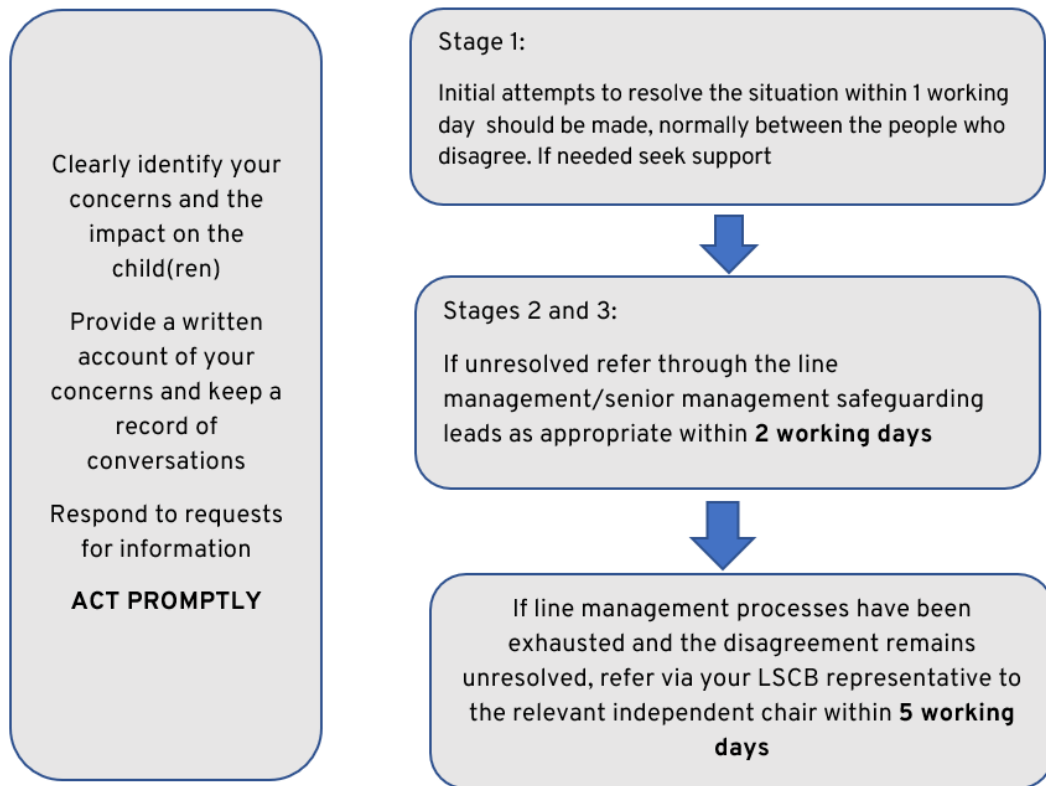 Clearly identify your
concerns and the
impact on the
child(ren)
Provide a written
account of your
concerns and keep a
record of
conversations
Respond to requests
for information
ACT PROMPTLY
Stage 1:
Initial attempts to resolve the situation within 1 working
day should be made, normally between the people who
disagree. If needed seek support
Stages 2 and 3:
If unresolved refer through the line
management/senior management safeguarding
leads as appropriate within 2 working days
If line management processes have been
exhausted and the disagreement remains
unresolved, refer via your LSCB representative to
the relevant independent chair within 5 working
days